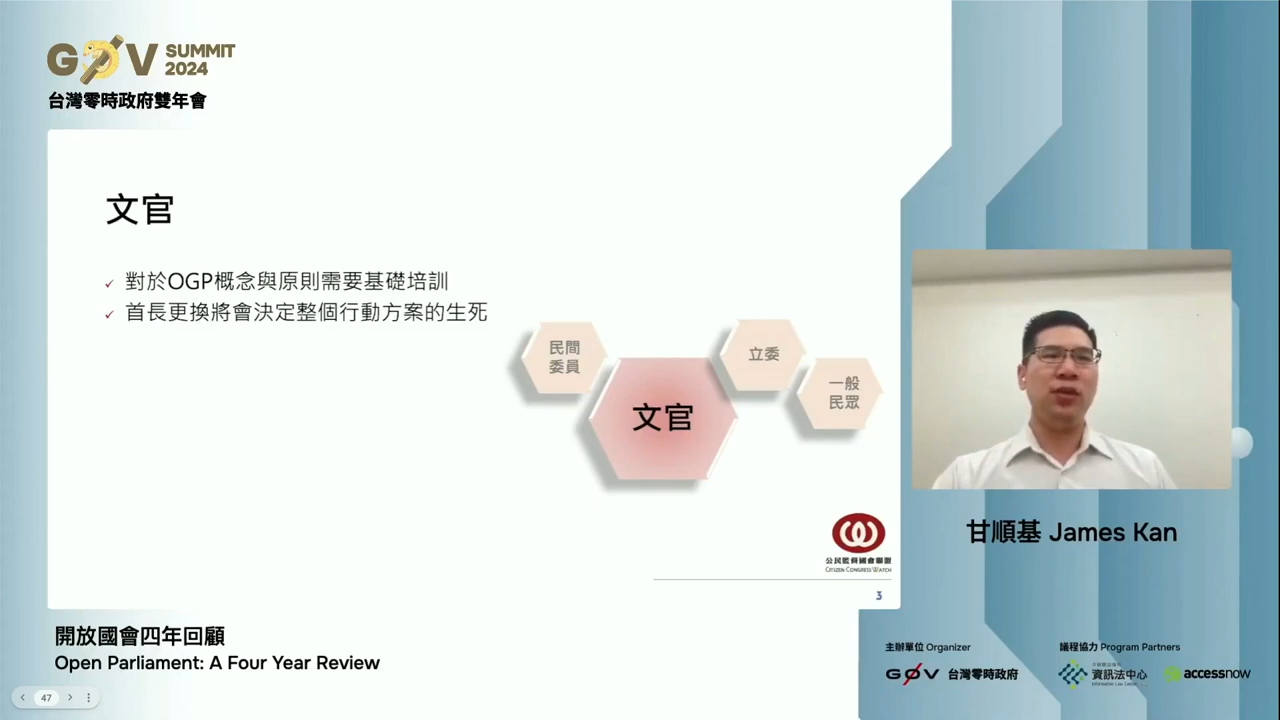 G0V SUMMIT 2024
台灣零時政府雙年會
文官
✓ 對於OGP概念與原則需要基礎培訓
✓ 首長更換將會決定整個行動方案的生死
民間
委員
文官
立委
一般
民眾
公民監督國會聯盟
CITIZEN CONGRESS WATCH
3
甘順基 James Kan
開放國會四年回顧
Open Parliament: A Four Year Review
主辦單位 Organizer
G0V 台灣零時政府
議程協力 Program Partners
資訊法中心
Information Law Center
accessnow
47